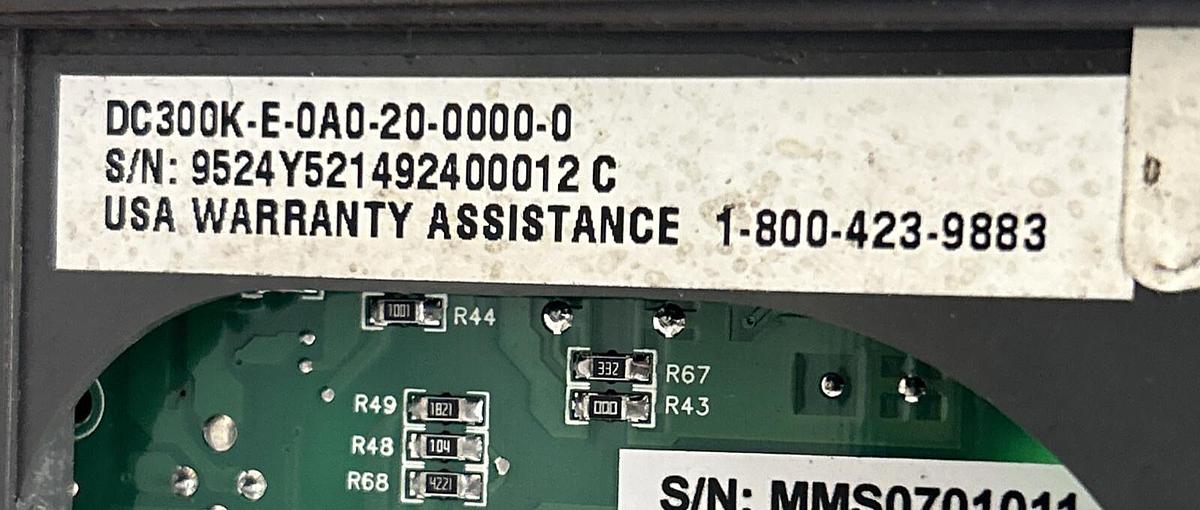 DC300K-E-0A0-20-0000-0
S/N: 9524Y521492400012 C
USA WARRANTY ASSISTANCE 1-800-423-9883
1001 R44
332 R67
000 R43
R49 1821
R48 104
R68 4221
S/N: MMS0701011